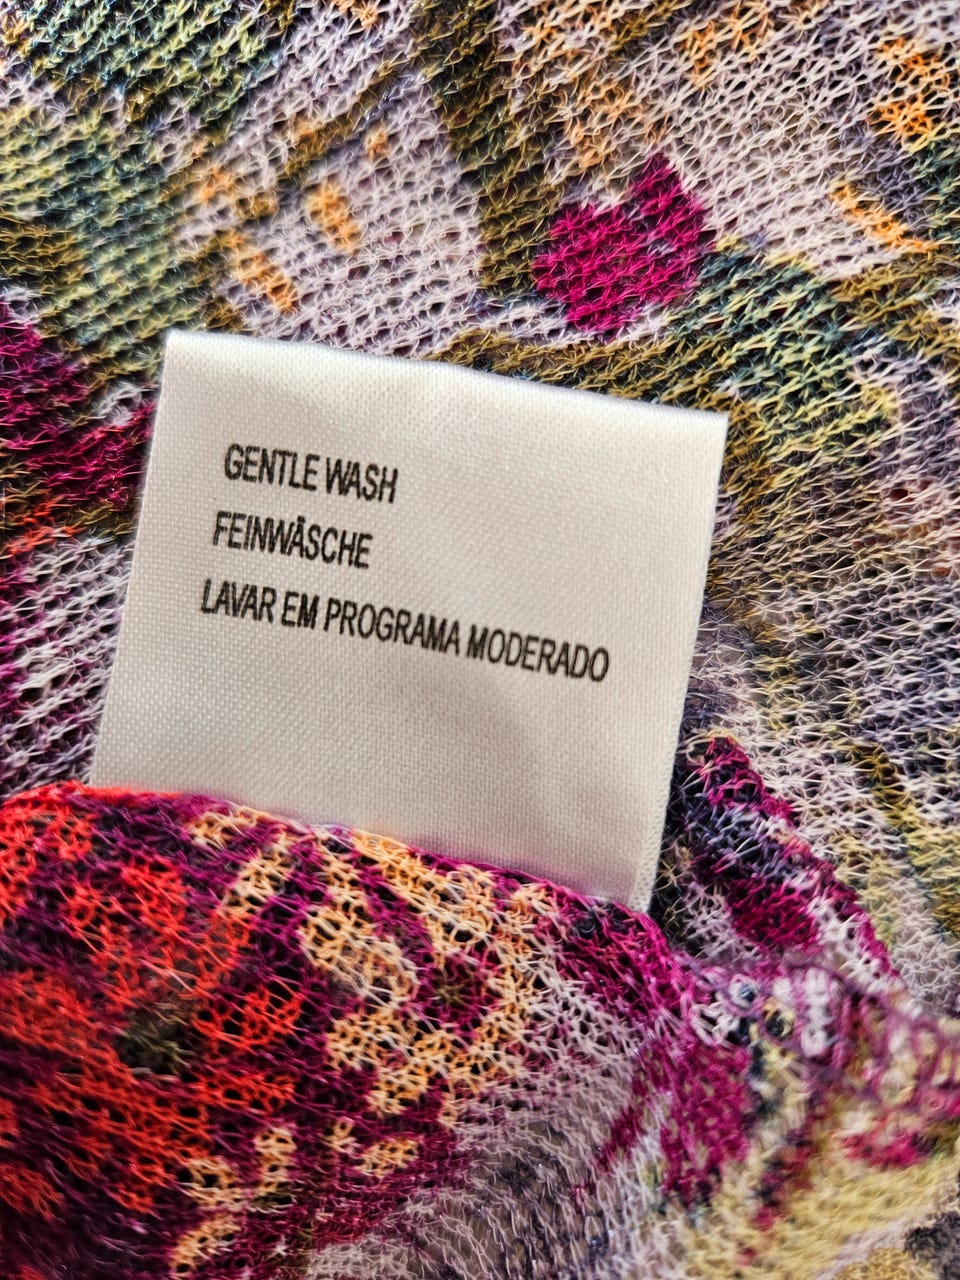 GENTLE WASH
FEINWÄSCHE
LAVAR EM PROGRAMA MODERADO